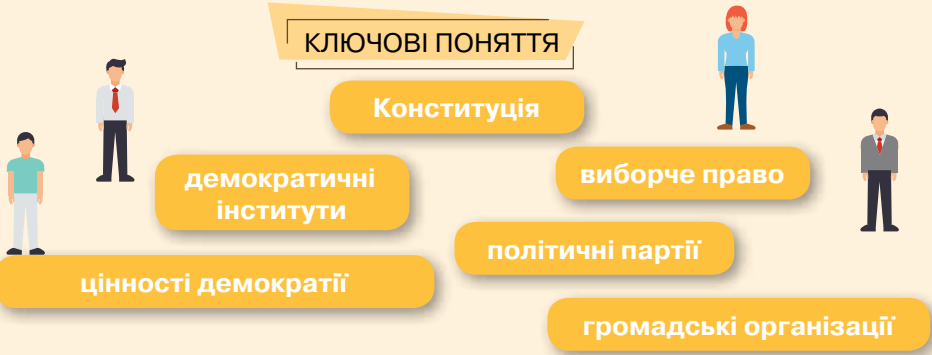 КЛЮЧОВІ ПОНЯТТЯ
Конституція
демократичні
інститути
виборче право
політичні партії
цінності демократії
громадські організації